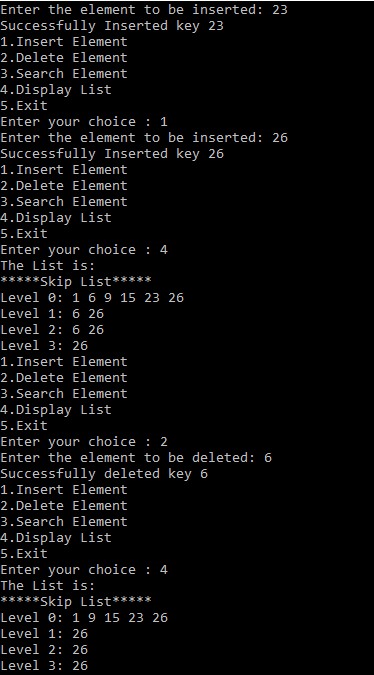 Enter the element to be inserted: 23
Successfully Inserted key 23
1.Insert Element
2.Delete Element
3.Search Element
4.Display List
5.Exit
Enter your choice : 1
Enter the element to be inserted: 26
Successfully Inserted key 26
1.Insert Element
2.Delete Element
3.Search Element
4.Display List
5.Exit
Enter your choice : 4
The List is:
*****Skip List*****
Level 0: 1 6 9 15 23 26
Level 1: 6 26
Level 2: 6 26
Level 3: 26
1.Insert Element
2.Delete Element
3.Search Element
4.Display List
5.Exit
Enter your choice : 2
Enter the element to be deleted: 6
Successfully deleted key 6
1.Insert Element
2.Delete Element
3.Search Element
4.Display List
5.Exit
Enter your choice : 4
The List is:
*****Skip List*****
Level 0: 1 9 15 23 26
Level 1: 26
Level 2: 26
Level 3: 26